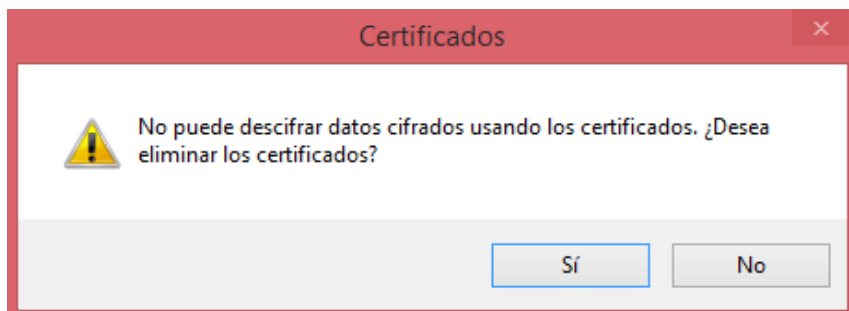 Certificados
No puede descifrar datos cifrados usando los certificados. ¿Desea
eliminar los certificados?
Sí
No